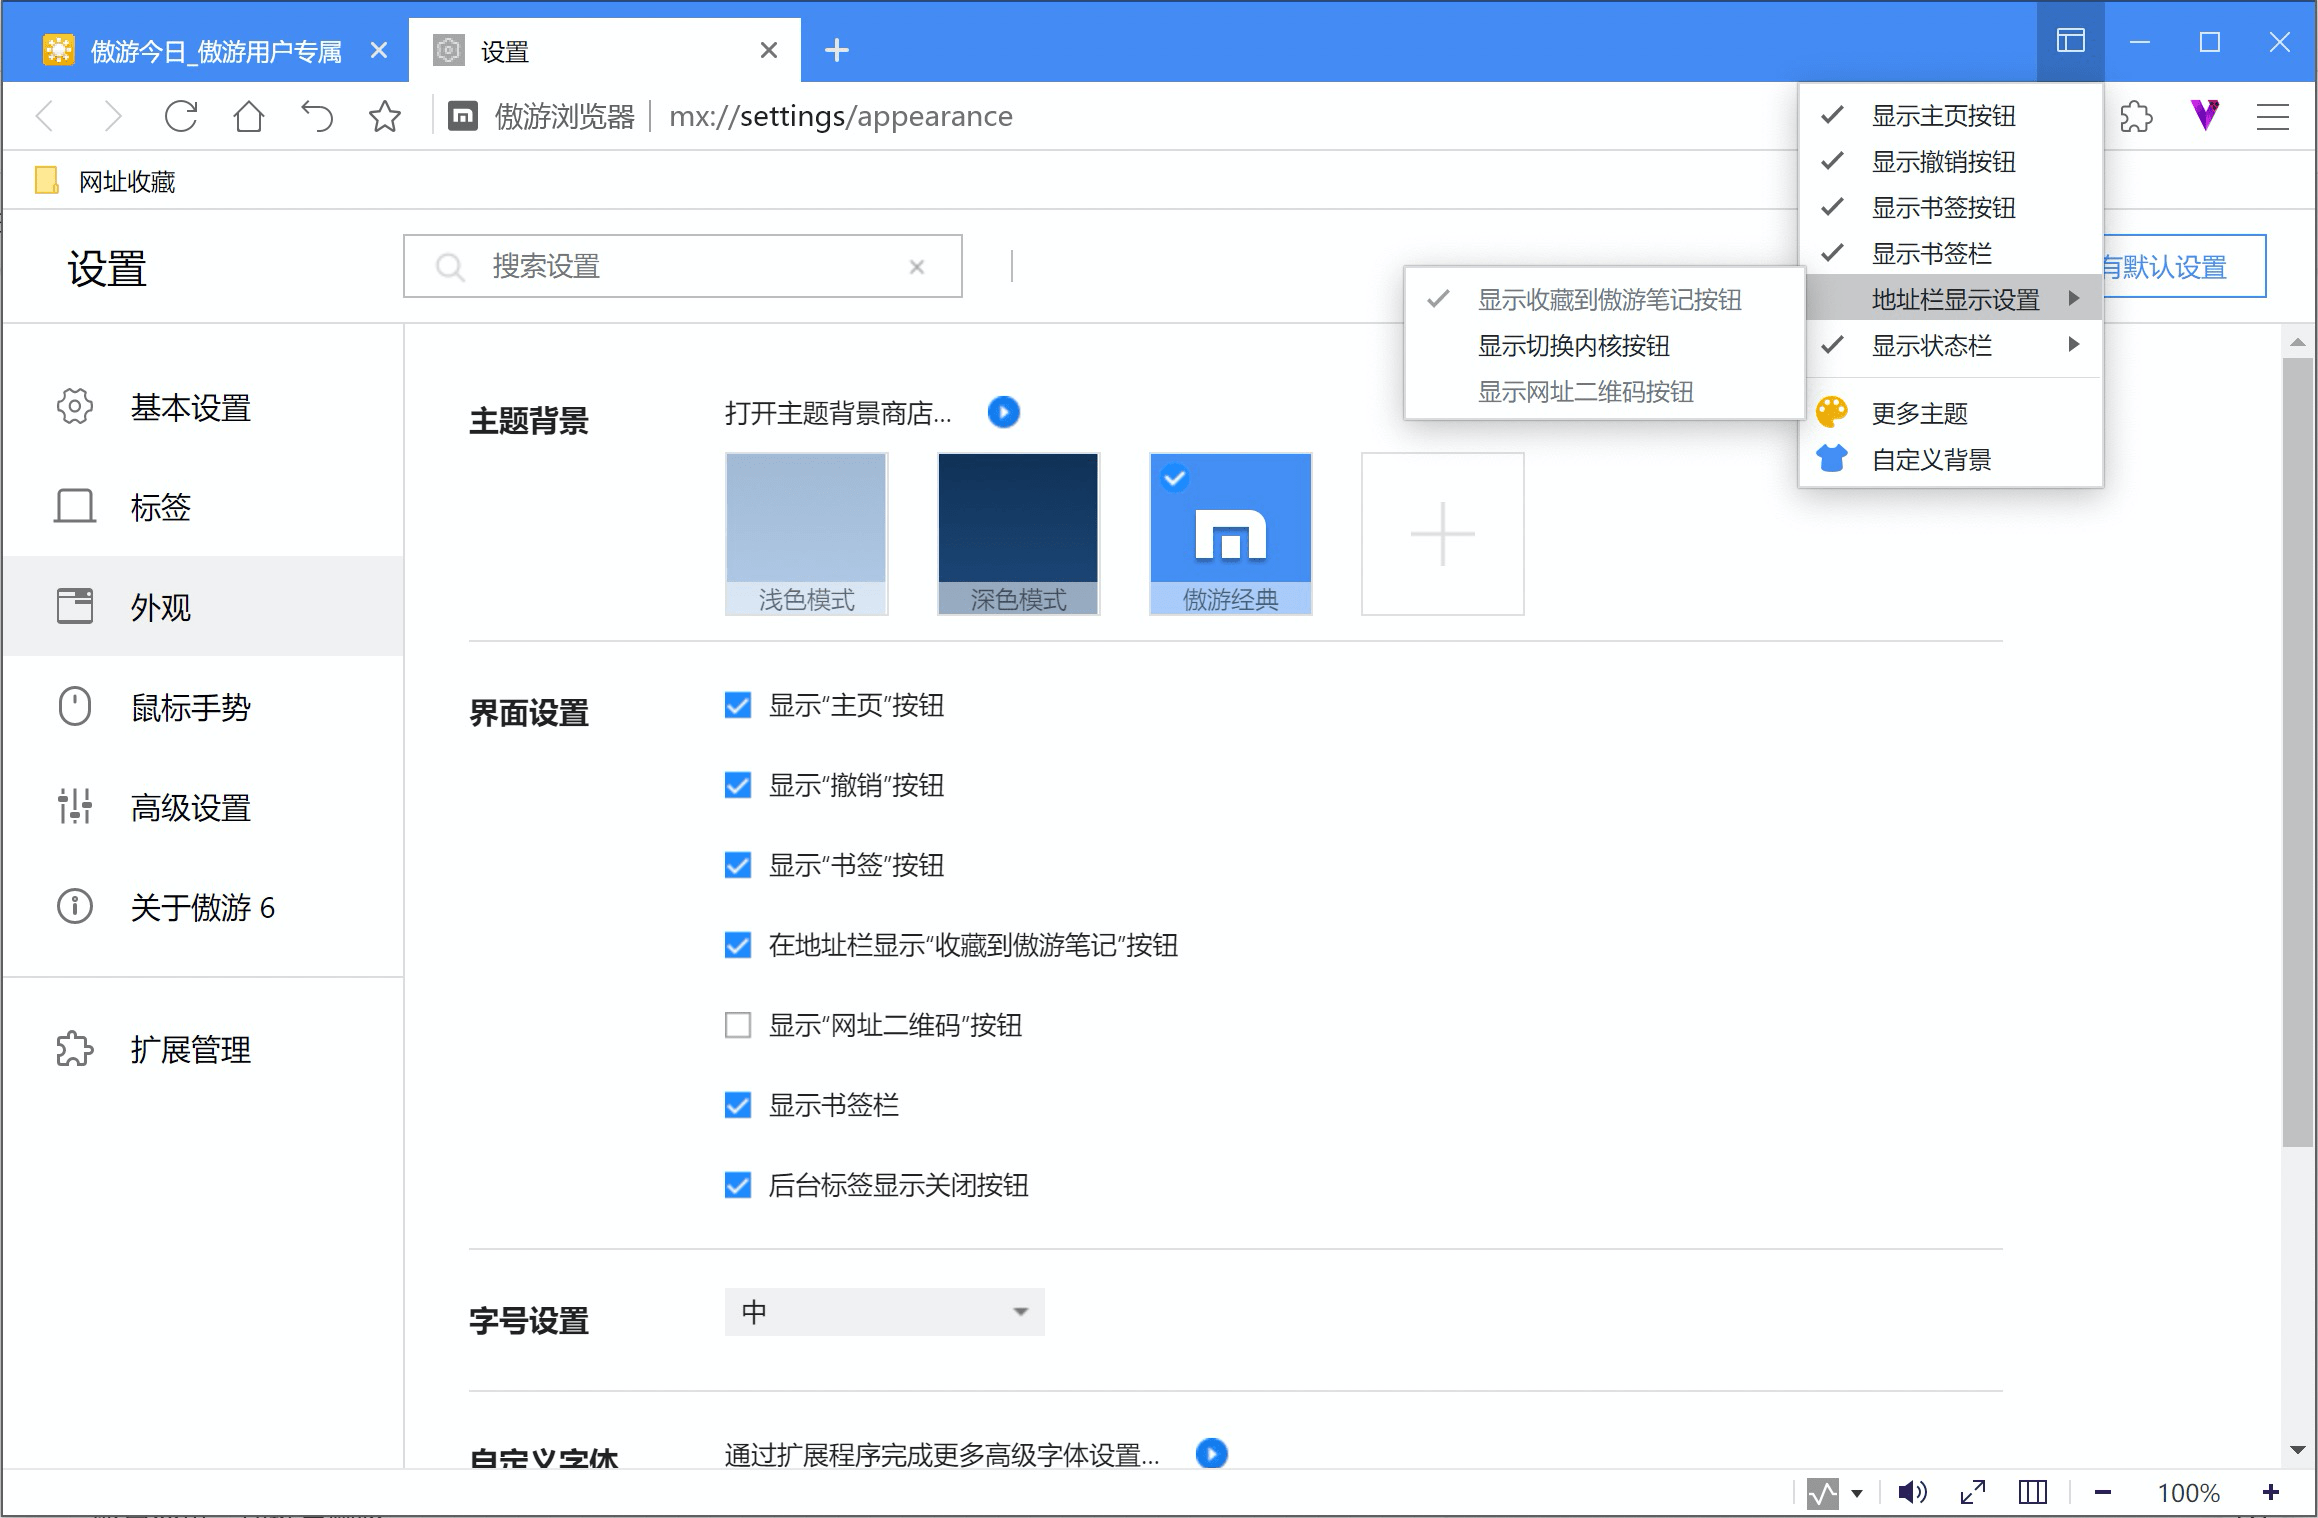 傲游今日_傲游用户专属
设置
傲游浏览器
mx://settings/appearance
网址收藏
设置
搜索设置
有默认设置
显示主页按钮
显示撤销按钮
显示书签按钮
显示书签栏
地址栏显示设置
显示状态栏
更多主题
自定义背景
显示收藏到傲游笔记按钮
显示切换内核按钮
显示网址二维码按钮
基本设置
标签
外观
鼠标手势
高级设置
关于傲游 6
扩展管理
主题背景
打开主题背景商店...
浅色模式
深色模式
傲游经典
界面设置
显示“主页”按钮
显示“撤销”按钮
显示“书签”按钮
在地址栏显示“收藏到傲游笔记”按钮
显示“网址二维码”按钮
显示书签栏
后台标签显示关闭按钮
字号设置
中
自定义字体
通过扩展程序完成更多高级字体设置...
100%